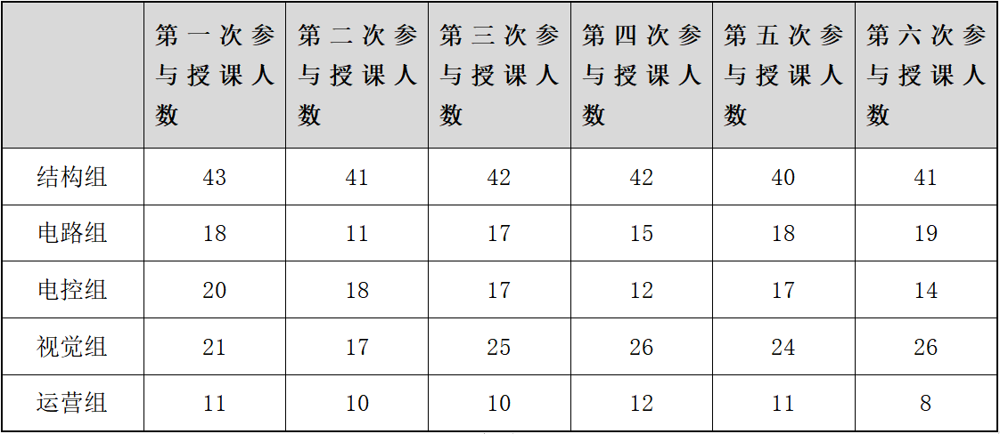 第一次参与授课人数 第二次参与授课人数 第三次参与授课人数 第四次参与授课人数 第五次参与授课人数 第六次参与授课人数
结构组 43 41 42 42 40 41
电路组 18 11 17 15 18 19
电控组 20 18 17 12 17 14
视觉组 21 17 25 26 24 26
运营组 11 10 10 12 11 8